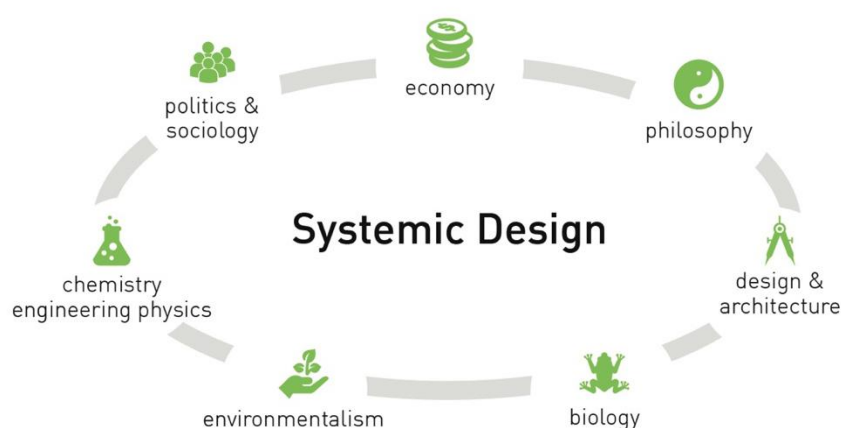 economy
politics &
sociology
philosophy
Systemic Design
chemistry
engineering physics
design &
architecture
environmentalism
biology